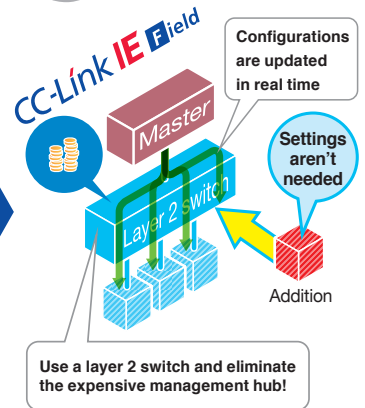 CC-Link IE Field
Configurations
are updated
in real time
Master
Settings
aren't
needed
Layer 2 switch
Addition
Use a layer 2 switch and eliminate
the expensive management hub!